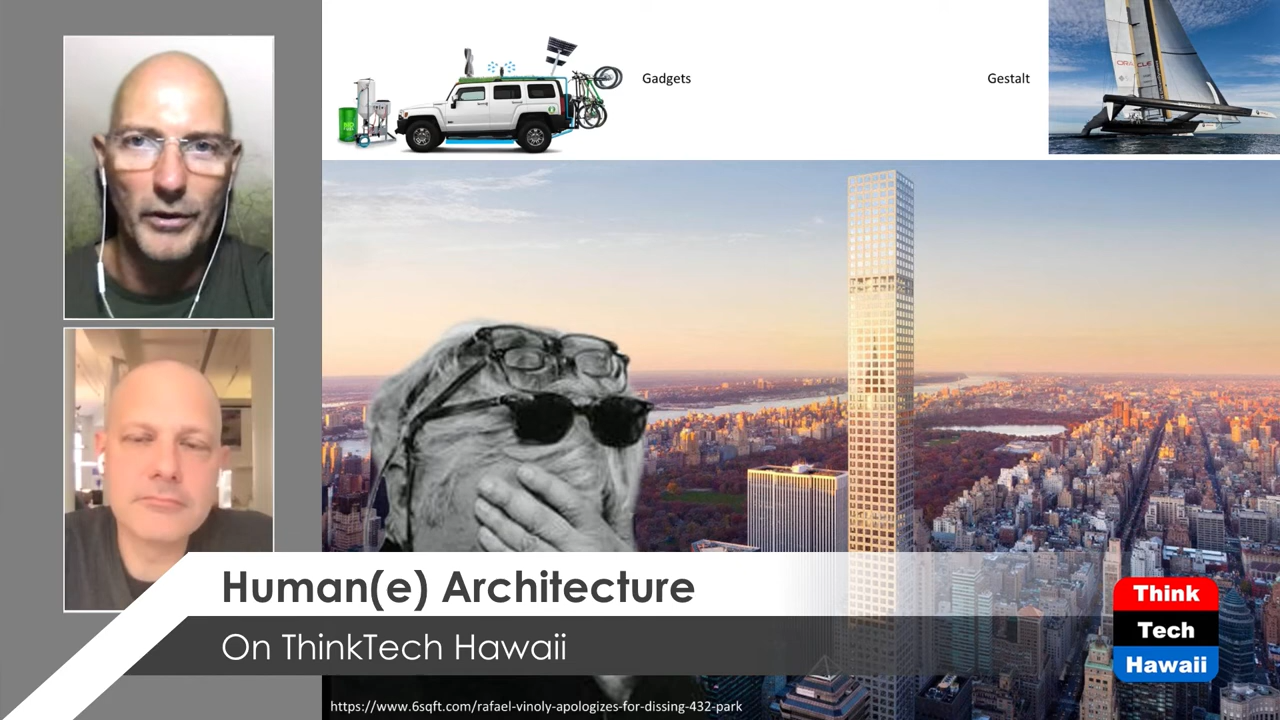 Gadgets
Gestalt
ORACLE
Human(e) Architecture
On ThinkTech Hawaii
Think
Tech
Hawaii
https://www.6sqft.com/rafael-vinoly-apologizes-for-dissing-432-park